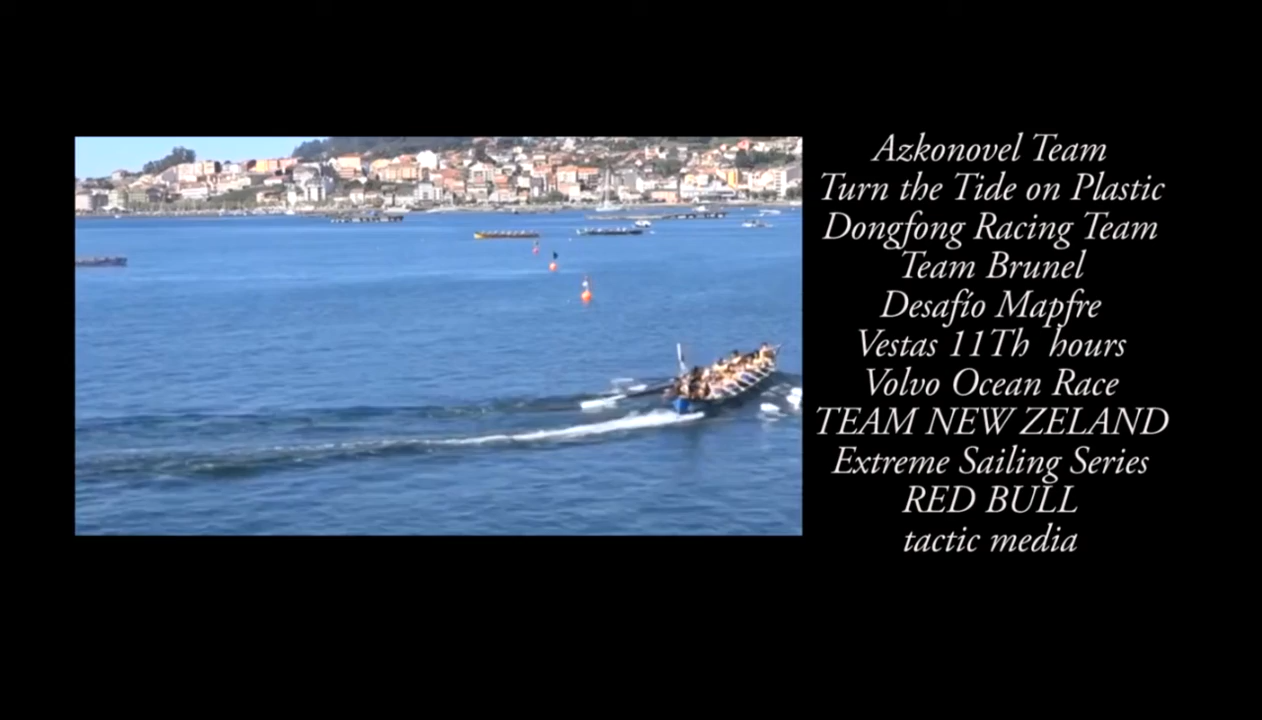 Azkonovel Team
Turn the Tide on Plastic
Dongfong Racing Team
Team Brunel
Desafío Mapfre
Vestas 11Th hours
Volvo Ocean Race
TEAM NEW ZELAND
Extreme Sailing Series
RED BULL
tactic media